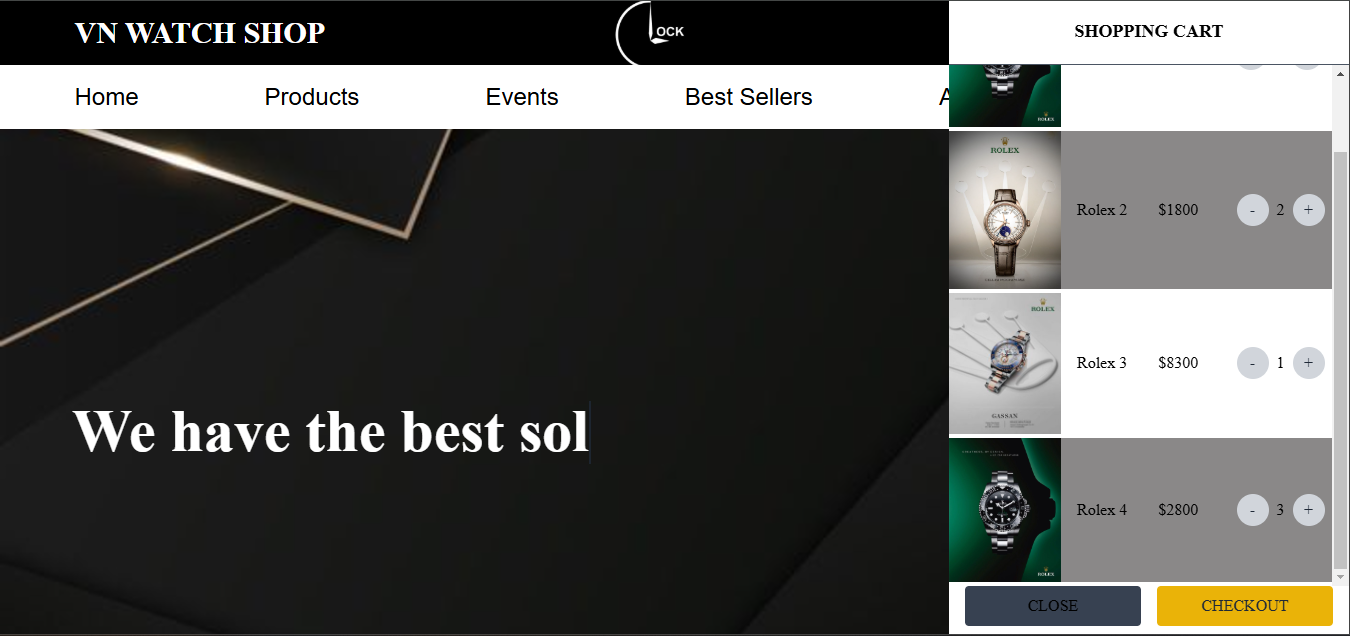 VN WATCH SHOP
OCK
SHOPPING CART
Home Products Events Best Sellers A
ROLEX
ROLEX
Rolex 2 $1800 - 2 +
ROLEX
GASSAN
Rolex 3 $8300 - 1 +
We have the best sol
Rolex 4 $2800 - 3 +
ROLEX
CLOSE CHECKOUT